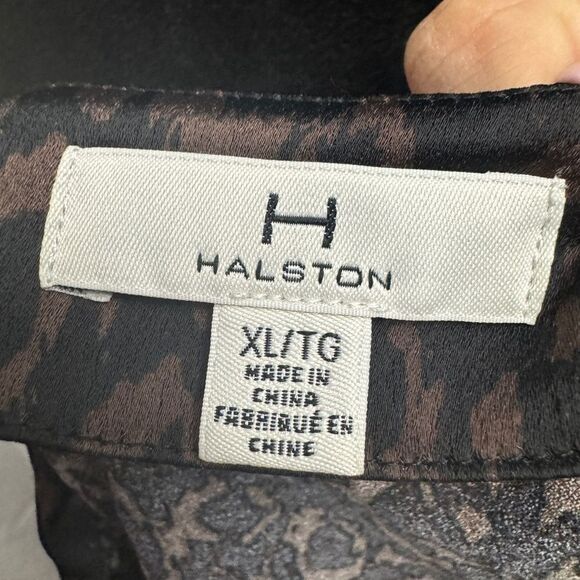 H
HALSTON
XL/TG
MADE IN
CHINA
FABRIQUÉ EN
CHINE